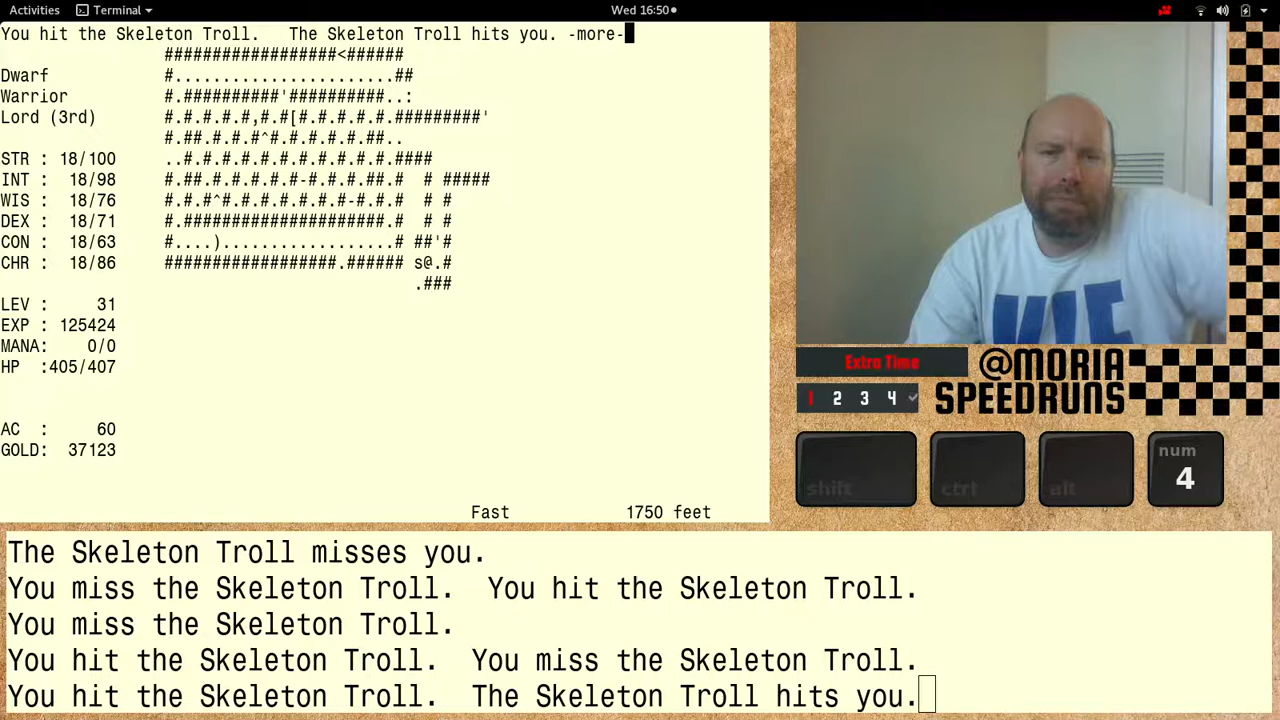 Activities Terminal Wed 16:50
You hit the Skeleton Troll.   The Skeleton Troll hits you. -more-
##################<######
Dwarf #.......................##
Warrior #.##########'##########..:
Lord (3rd) #.#.#.#.#,#.#[#.#.#.#.#.#########'
#.##.#.#.#^#.#.#.#.#.##..
STR : 18/100 ..#.#.#.#.#.#.#.#.#.#.####
INT : 18/98 #.##.#.#.#.#.#-#.#.#.##.# # #####
WIS : 18/76 #.#.#^#.#.#.#.#.#.#-#.#.# # #
DEX : 18/71 #.#####################.# # #
CON : 18/63 #....)..................# ##'#
CHR : 18/86 ##################.###### s@.#
.###
LEV : 31
EXP : 125424
MANA: 0/0
HP :405/407
AC : 60
GOLD: 37123
Fast 1750 feet
WIF
Extra Time
1 2 3 4
@MORIA
SPEEDRUNS
shift ctrl alt num 4
The Skeleton Troll misses you.
You miss the Skeleton Troll.  You hit the Skeleton Troll.
You miss the Skeleton Troll.
You hit the Skeleton Troll.  You miss the Skeleton Troll.
You hit the Skeleton Troll.  The Skeleton Troll hits you.